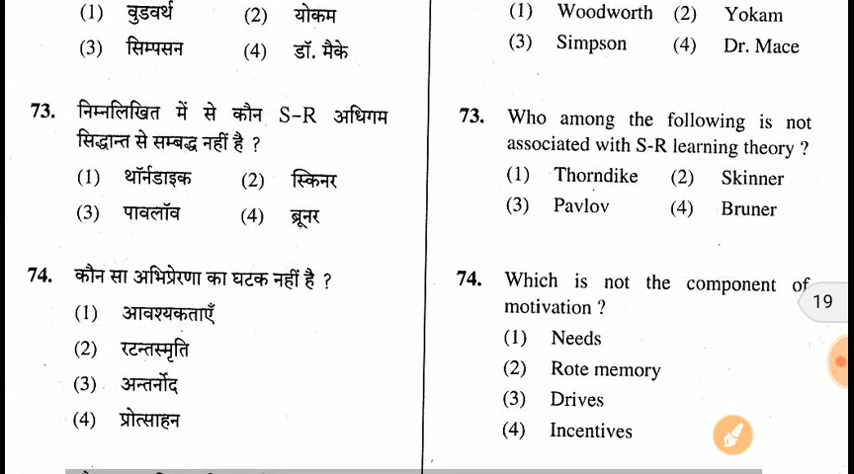 (1) वुडवर्थ (2) योकम
(3) सिम्पसन (4) डॉ. मैके
73. निम्नलिखित में से कौन S-R अधिगम
सिद्धान्त से सम्बद्ध नहीं है ?
(1) थॉर्नडाइक (2) स्किनर
(3) पावलॉव (4) ब्रूनर
74. कौन सा अभिप्रेरणा का घटक नहीं है ?
(1) आवश्यकताएँ
(2) रटन्तस्मृति
(3) अन्तर्नोद
(4) प्रोत्साहन
(1) Woodworth (2) Yokam
(3) Simpson (4) Dr. Mace
73. Who among the following is not
associated with S-R learning theory ?
(1) Thorndike (2) Skinner
(3) Pavlov (4) Bruner
74. Which is not the component of
motivation ?
(1) Needs
(2) Rote memory
(3) Drives
(4) Incentives
19